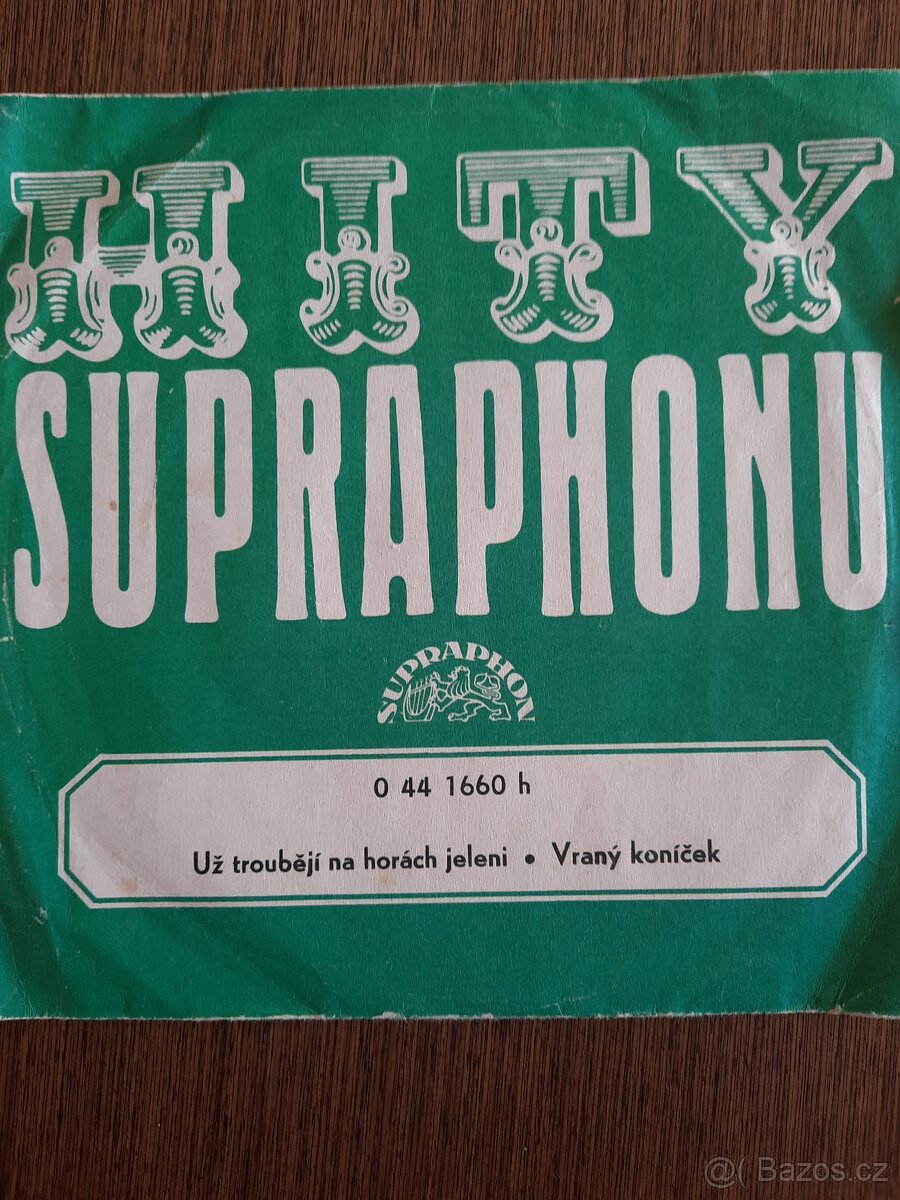 HITY
SUPRAPHONU
SUPRAPHON
0 44 1660 h
Už troubějí na horách jeleni • Vraný koníček
@( Bazos.cz